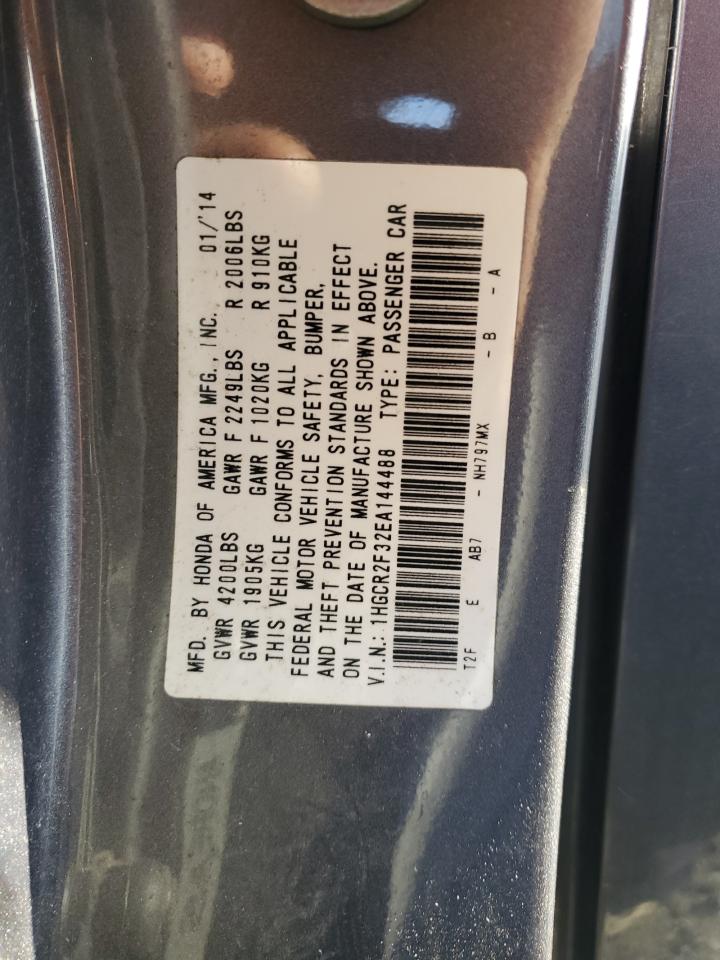 MFD. BY HONDA OF AMERICA MFG., INC. 01/'14
GVWR 4200LBS GAWR F 2249LBS R 2006LBS
GVWR 1905KG GAWR F 1020KG R 910KG
THIS VEHICLE CONFORMS TO ALL APPLICABLE
FEDERAL MOTOR VEHICLE SAFETY, BUMPER,
AND THEFT PREVENTION STANDARDS IN EFFECT
ON THE DATE OF MANUFACTURE SHOWN ABOVE.
V.I.N.: 1HGCR2F32EA144488 TYPE: PASSENGER CAR
T2F E AB7 - NH797MX - B - A